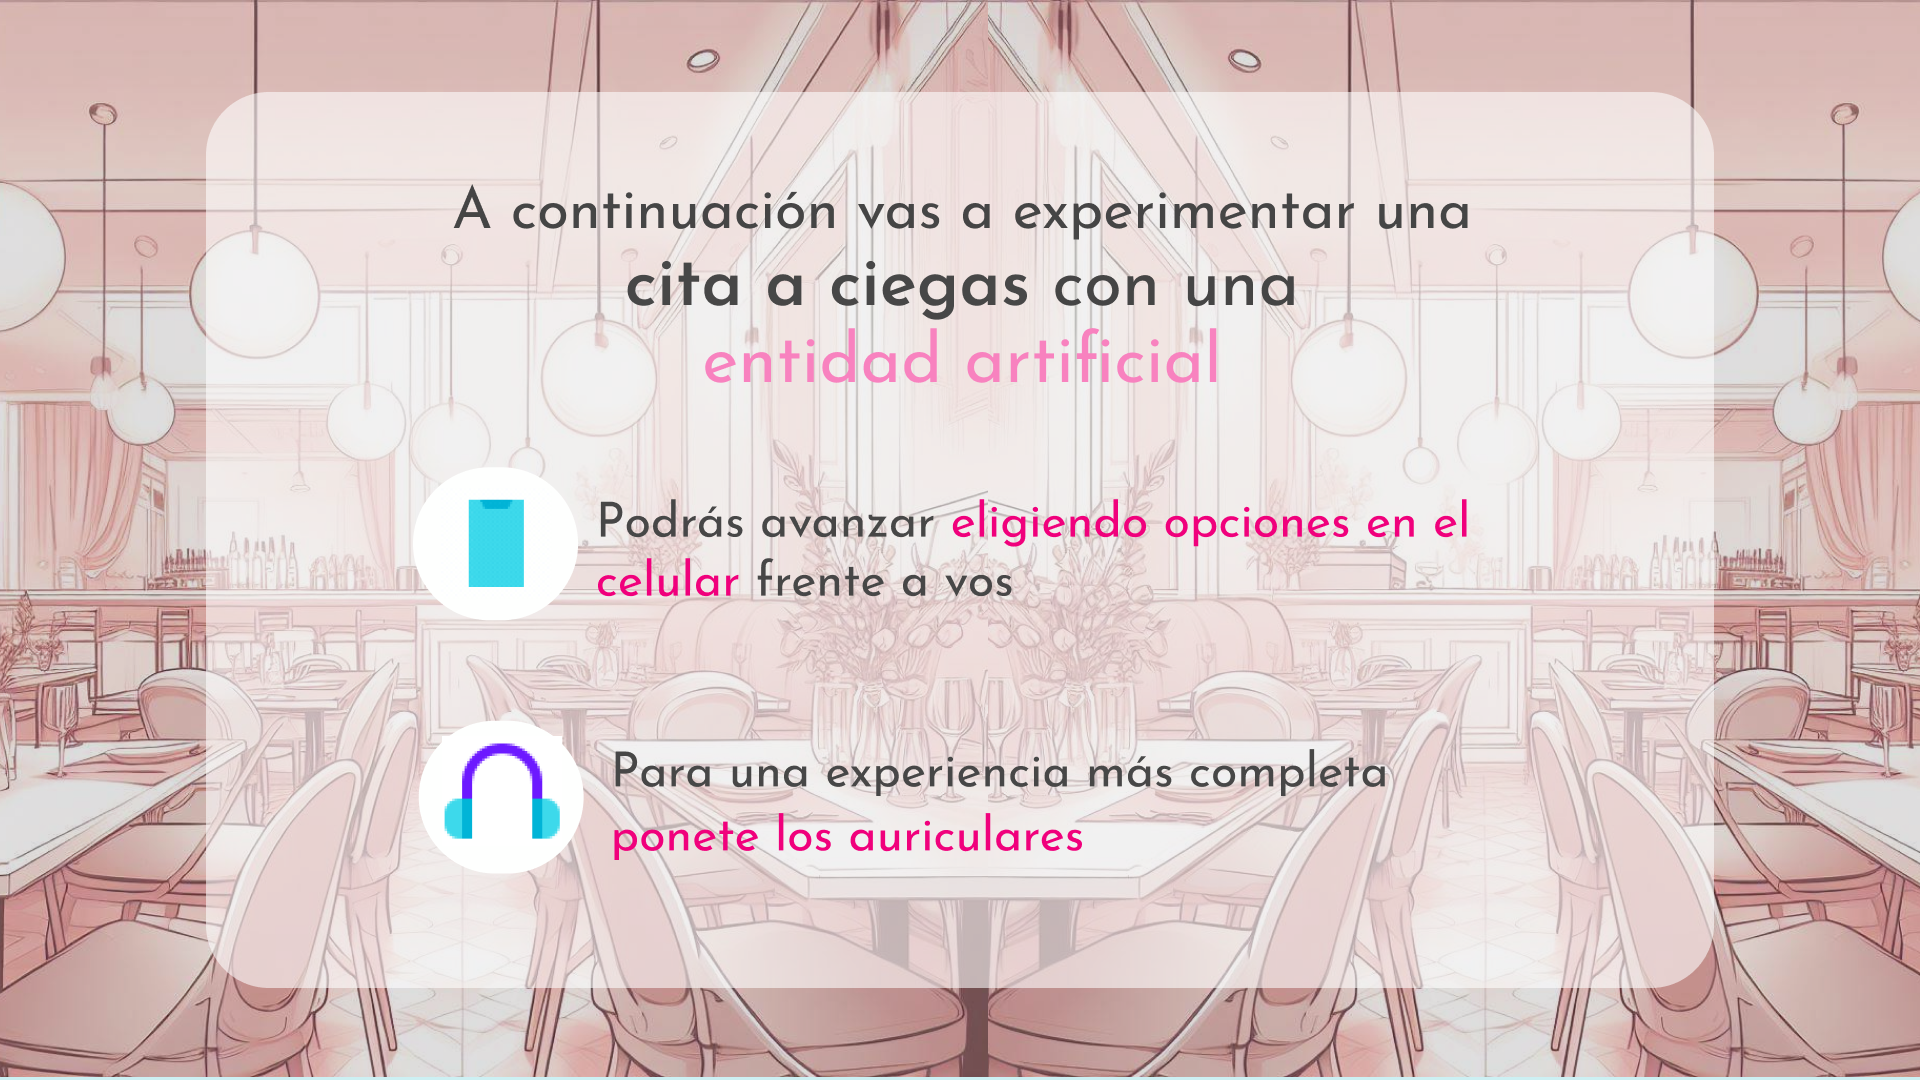 A continuación vas a experimentar una
cita a ciegas con una
entidad artificial
Podrás avanzar eligiendo opciones en el
celular frente a vos
Para una experiencia más completa
ponete los auriculares